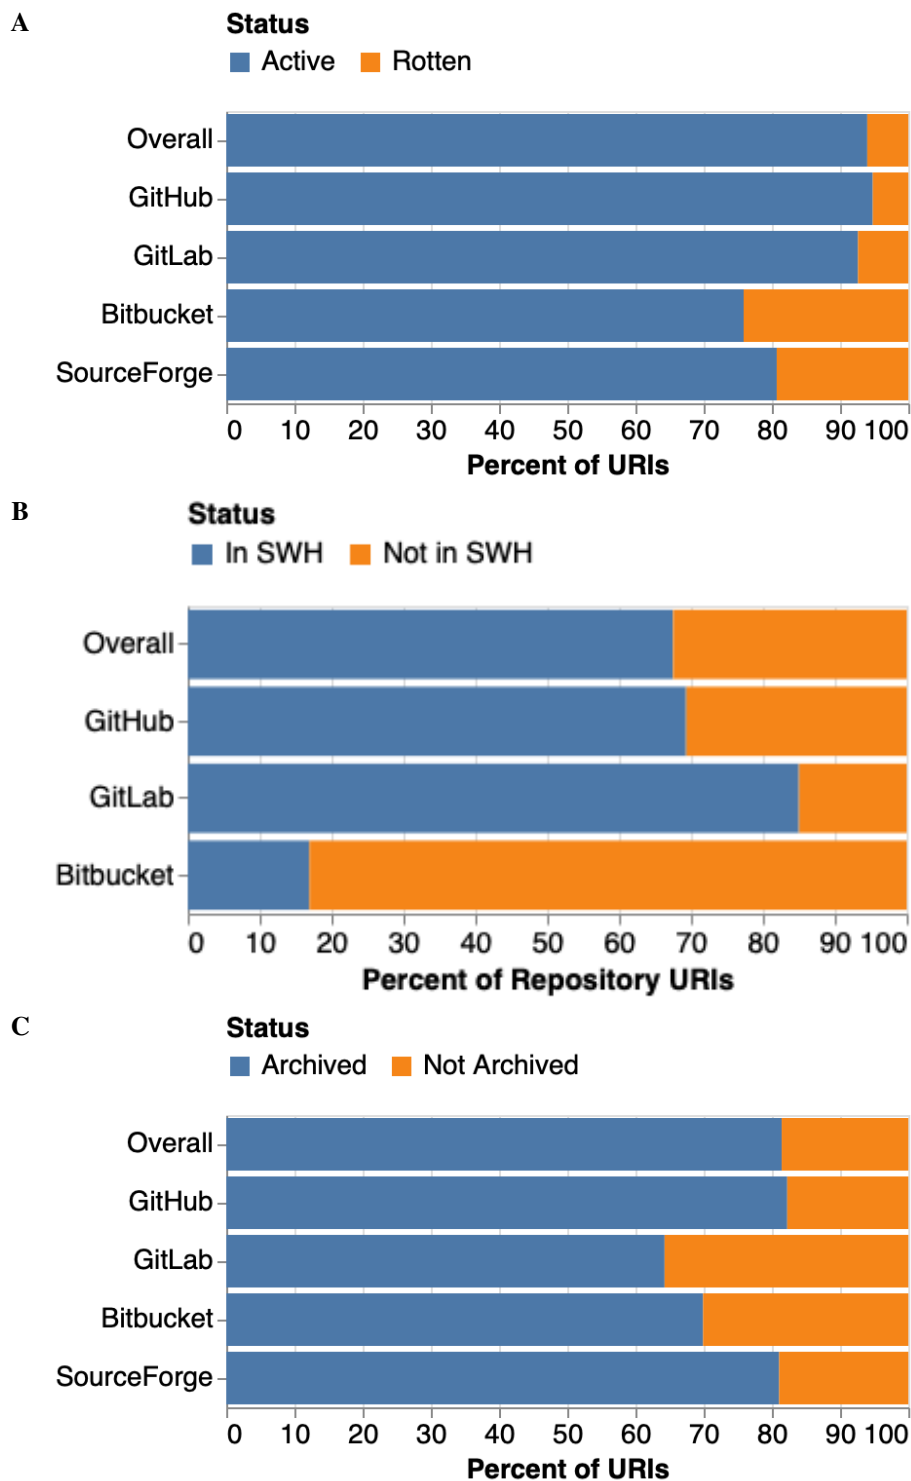 A
Status
Active Rotten
Overall
GitHub
GitLab
Bitbucket
SourceForge
0 10 20 30 40 50 60 70 80 90 100
Percent of URIs
B
Status
In SWH Not in SWH
Overall
GitHub
GitLab
Bitbucket
0 10 20 30 40 50 60 70 80 90 100
Percent of Repository URIs
C
Status
Archived Not Archived
Overall
GitHub
GitLab
Bitbucket
SourceForge
0 10 20 30 40 50 60 70 80 90 100
Percent of URIs